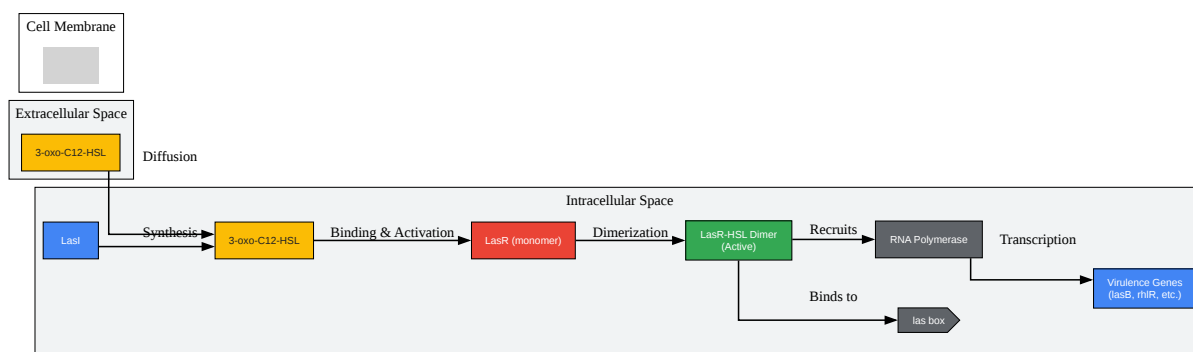 Cell Membrane
Extracellular Space
3-oxo-C12-HSL
Diffusion
Intracellular Space
LasI
Synthesis
3-oxo-C12-HSL
Binding & Activation
LasR (monomer)
Dimerization
LasR-HSL Dimer
(Active)
Recruits
RNA Polymerase
Transcription
Virulence Genes
(lasB, rhlR, etc.)
Binds to
las box